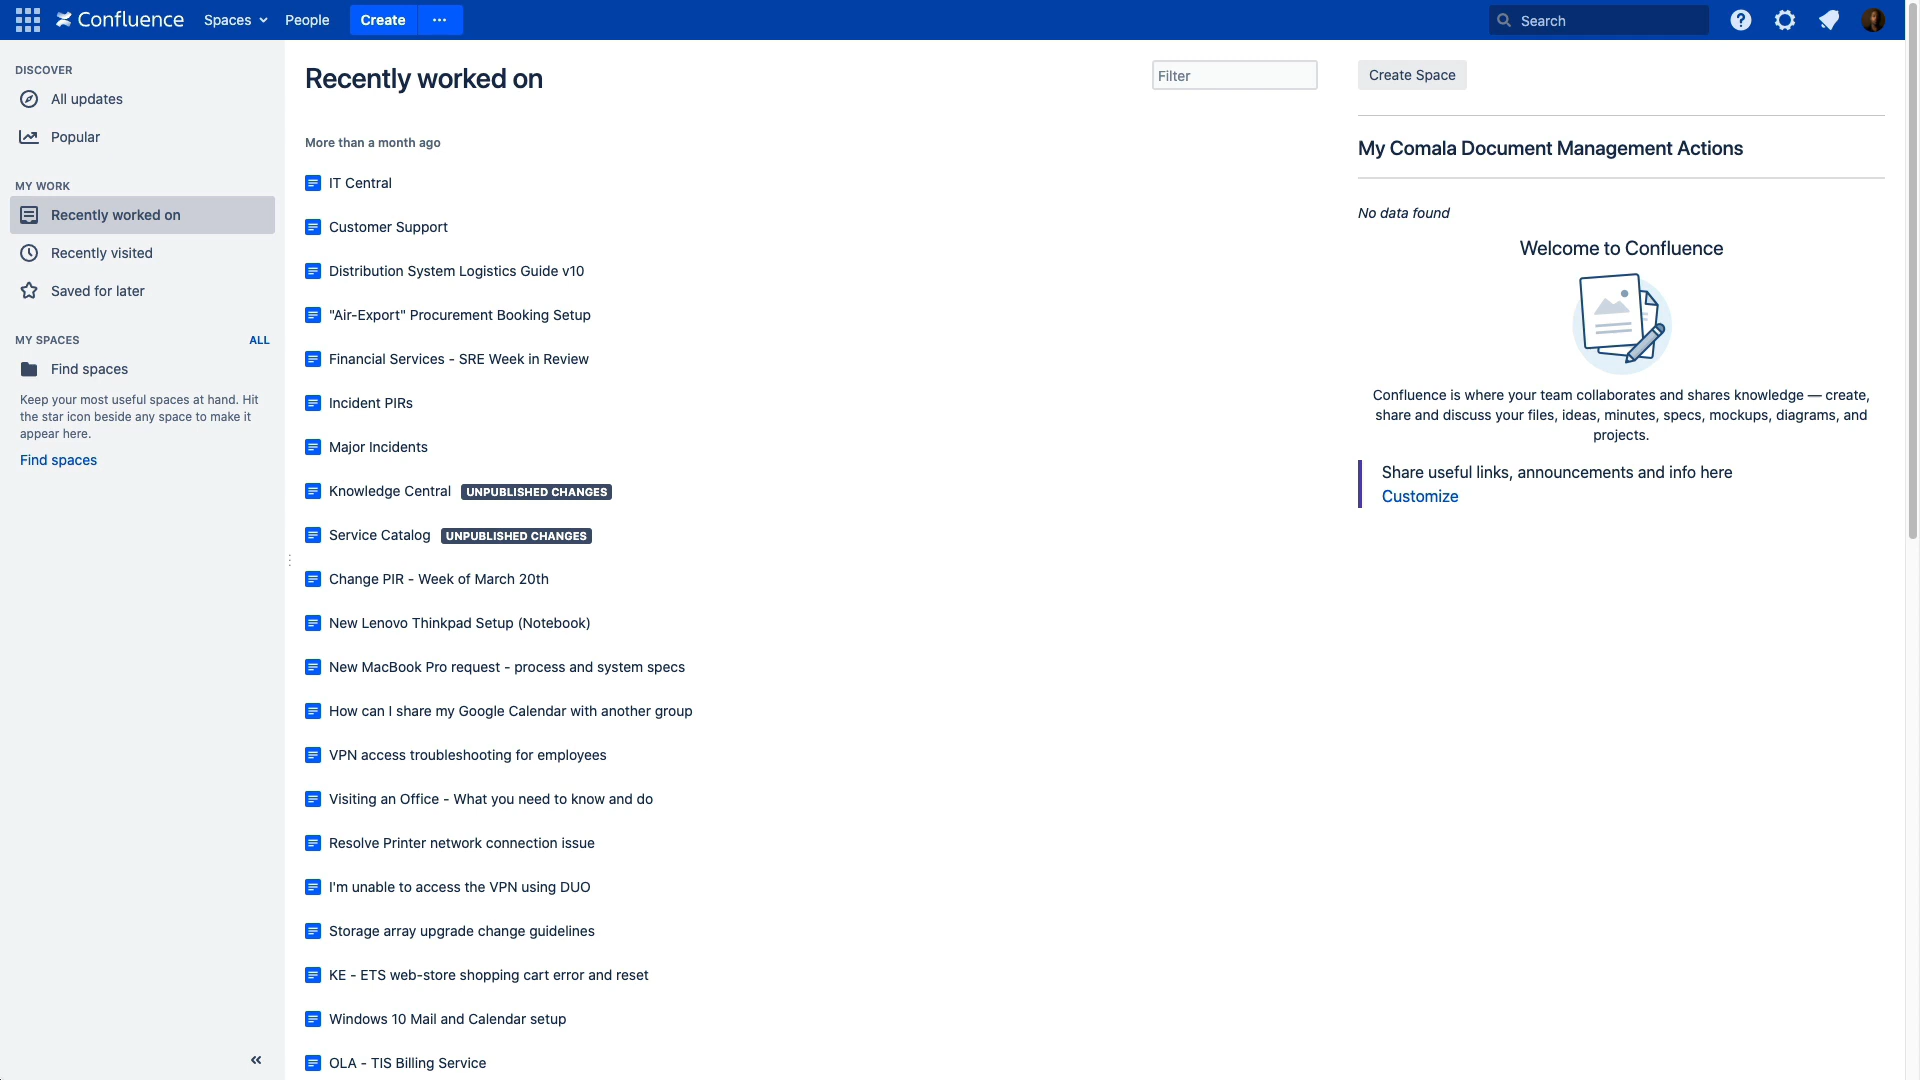 Confluence
Spaces
People
Create
Search
DISCOVER
All updates
Popular
MY WORK
Recently worked on
Recently visited
Saved for later
MY SPACES
ALL
Find spaces
Keep your most useful spaces at hand. Hit
the star icon beside any space to make it
appear here.
Find spaces
Recently worked on
Filter
More than a month ago
IT Central
Customer Support
Distribution System Logistics Guide v10
"Air-Export" Procurement Booking Setup
Financial Services - SRE Week in Review
Incident PIRs
Major Incidents
Knowledge Central UNPUBLISHED CHANGES
Service Catalog UNPUBLISHED CHANGES
Change PIR - Week of March 20th
New Lenovo Thinkpad Setup (Notebook)
New MacBook Pro request - process and system specs
How can I share my Google Calendar with another group
VPN access troubleshooting for employees
Visiting an Office - What you need to know and do
Resolve Printer network connection issue
I'm unable to access the VPN using DUO
Storage array upgrade change guidelines
KE - ETS web-store shopping cart error and reset
Windows 10 Mail and Calendar setup
OLA - TIS Billing Service
Create Space
My Comala Document Management Actions
No data found
Welcome to Confluence
Confluence is where your team collaborates and shares knowledge — create,
share and discuss your files, ideas, minutes, specs, mockups, diagrams, and
projects.
Share useful links, announcements and info here
Customize